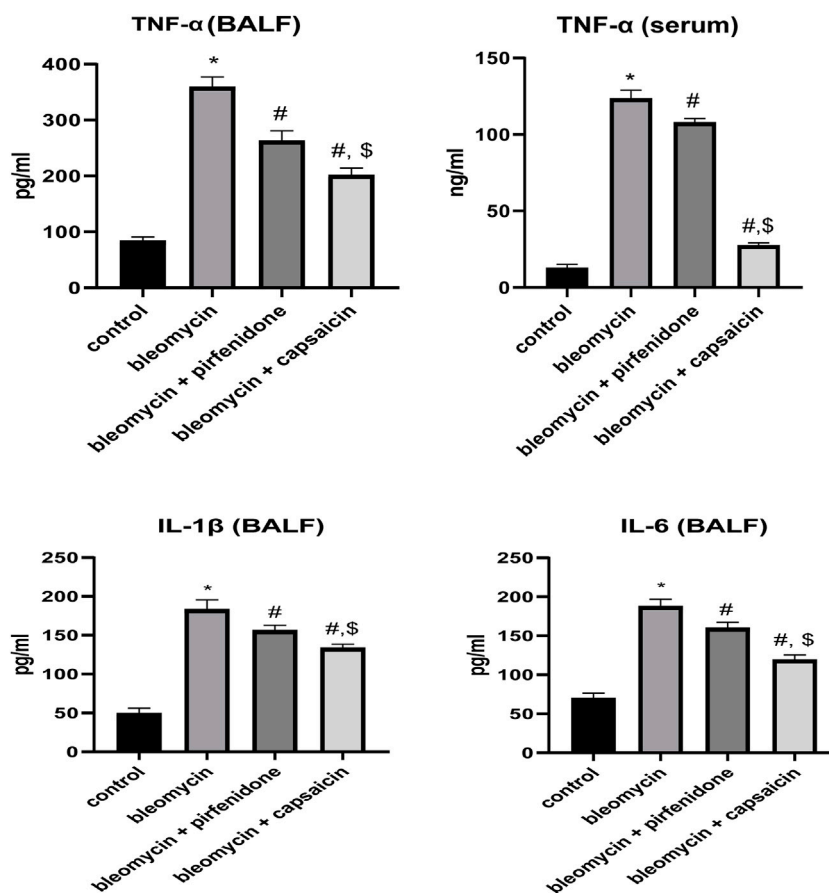 TNF-α (BALF)
400
300
200
100
0
pg/ml
*
#
#, $
control
bleomycin
bleomycin + pirfenidone
bleomycin + capsaicin
TNF-α (serum)
150
100
50
0
ng/ml
*
#
#,$
control
bleomycin
bleomycin + pirfenidone
bleomycin + capsaicin
IL-1β (BALF)
250
200
150
100
50
0
pg/ml
*
#
#,$
control
bleomycin
bleomycin + pirfenidone
bleomycin + capsaicin
IL-6 (BALF)
250
200
150
100
50
0
pg/ml
*
#
#, $
control
bleomycin
bleomycin + pirfenidone
bleomycin + capsaicin